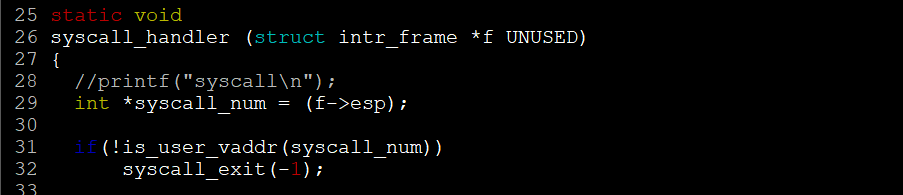 25 static void
26 syscall_handler (struct intr_frame *f UNUSED)
27 {
28   //printf("syscall\n");
29   int *syscall_num = (f->esp);
30
31   if(!is_user_vaddr(syscall_num))
32       syscall_exit(-1);
33